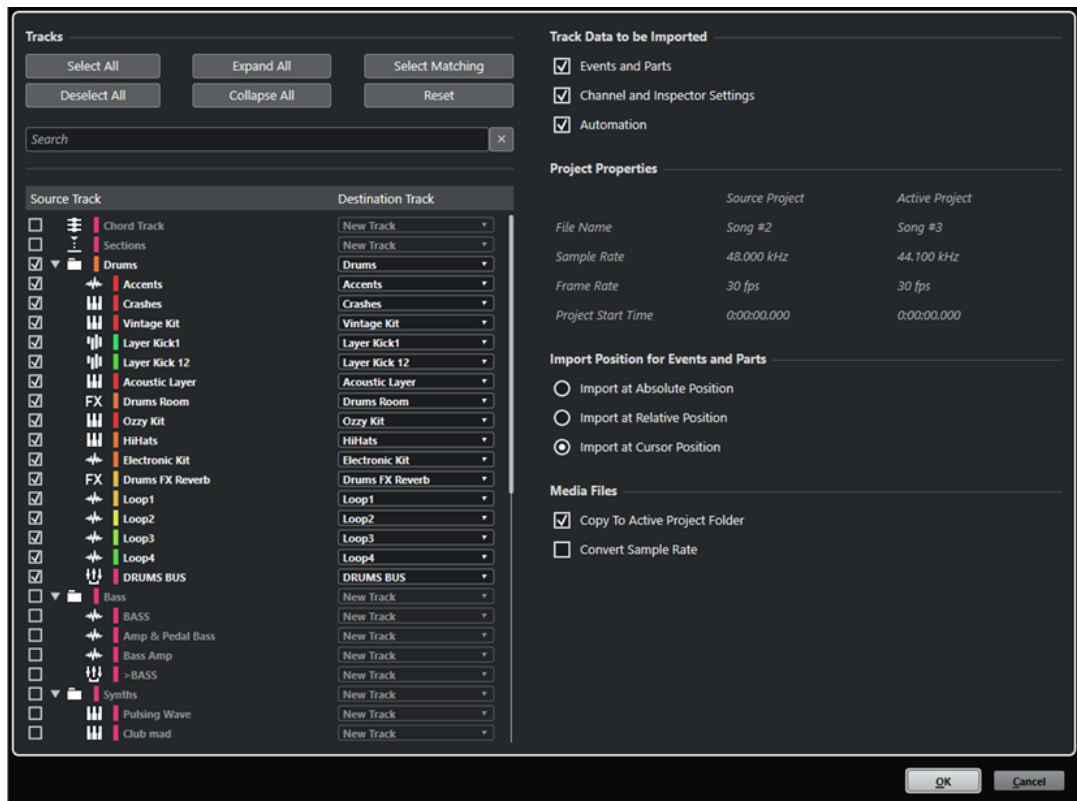 Tracks
Select All Expand All Select Matching
Deselect All Collapse All Reset
Search
Source Track Destination Track
Chord Track New Track
Sections New Track
Drums Drums
Accents Accents
Crashes Crashes
Vintage Kit Vintage Kit
Layer Kick1 Layer Kick1
Layer Kick 12 Layer Kick 12
Acoustic Layer Acoustic Layer
FX Drums Room Drums Room
Ozzy Kit Ozzy Kit
HiHats HiHats
Electronic Kit Electronic Kit
FX Drums FX Reverb Drums FX Reverb
Loop1 Loop1
Loop2 Loop2
Loop3 Loop3
Loop4 Loop4
DRUMS BUS DRUMS BUS
Bass New Track
BASS New Track
Amp & Pedal Bass New Track
Bass Amp New Track
>BASS New Track
Synths New Track
Pulsing Wave New Track
Club mad New Track
Track Data to be Imported
Events and Parts
Channel and Inspector Settings
Automation
Project Properties
Source Project Active Project
File Name Song #2 Song #3
Sample Rate 48.000 kHz 44.100 kHz
Frame Rate 30 fps 30 fps
Project Start Time 0:00:00.000 0:00:00.000
Import Position for Events and Parts
Import at Absolute Position
Import at Relative Position
Import at Cursor Position
Media Files
Copy To Active Project Folder
Convert Sample Rate
OK Cancel